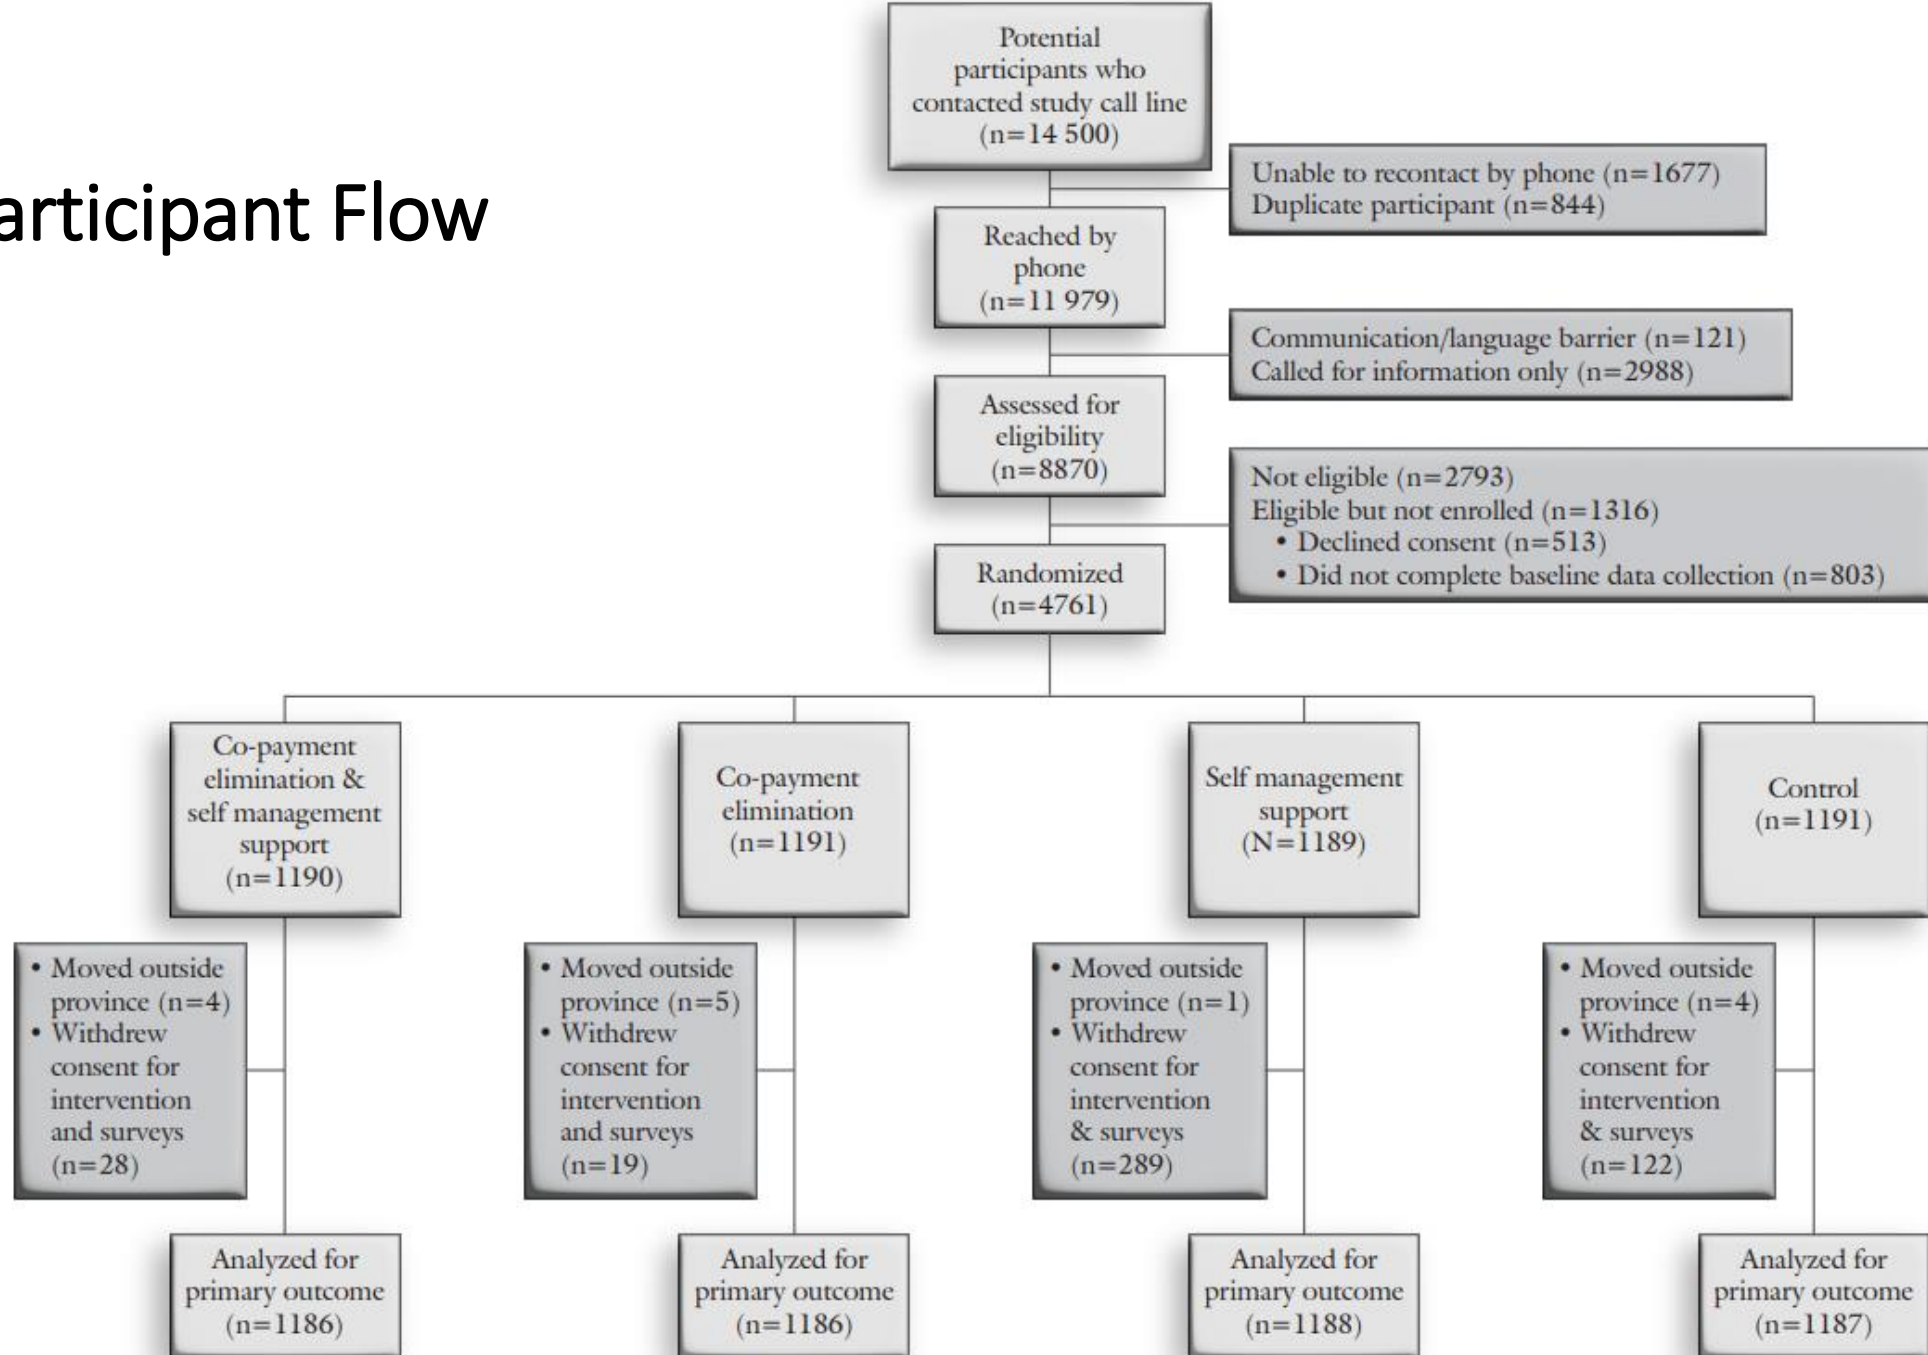 articipant Flow
Potential
participants who
contacted study call line
(n=14 500)
Unable to recontact by phone (n=1677)
Duplicate participant (n=844)
Reached by
phone
(n=11 979)
Communication/language barrier (n=121)
Called for information only (n=2988)
Assessed for
eligibility
(n=8870)
Not eligible (n=2793)
Eligible but not enrolled (n=1316)
• Declined consent (n=513)
• Did not complete baseline data collection (n=803)
Randomized
(n=4761)
Co-payment
elimination &
self management
support
(n=1190)
Co-payment
elimination
(n=1191)
Self management
support
(N=1189)
Control
(n=1191)
• Moved outside
province (n=4)
• Withdrew
consent for
intervention
and surveys
(n=28)
• Moved outside
province (n=5)
• Withdrew
consent for
intervention
and surveys
(n=19)
• Moved outside
province (n=1)
• Withdrew
consent for
intervention
& surveys
(n=289)
• Moved outside
province (n=4)
• Withdrew
consent for
intervention
& surveys
(n=122)
Analyzed for
primary outcome
(n=1186)
Analyzed for
primary outcome
(n=1186)
Analyzed for
primary outcome
(n=1188)
Analyzed for
primary outcome
(n=1187)